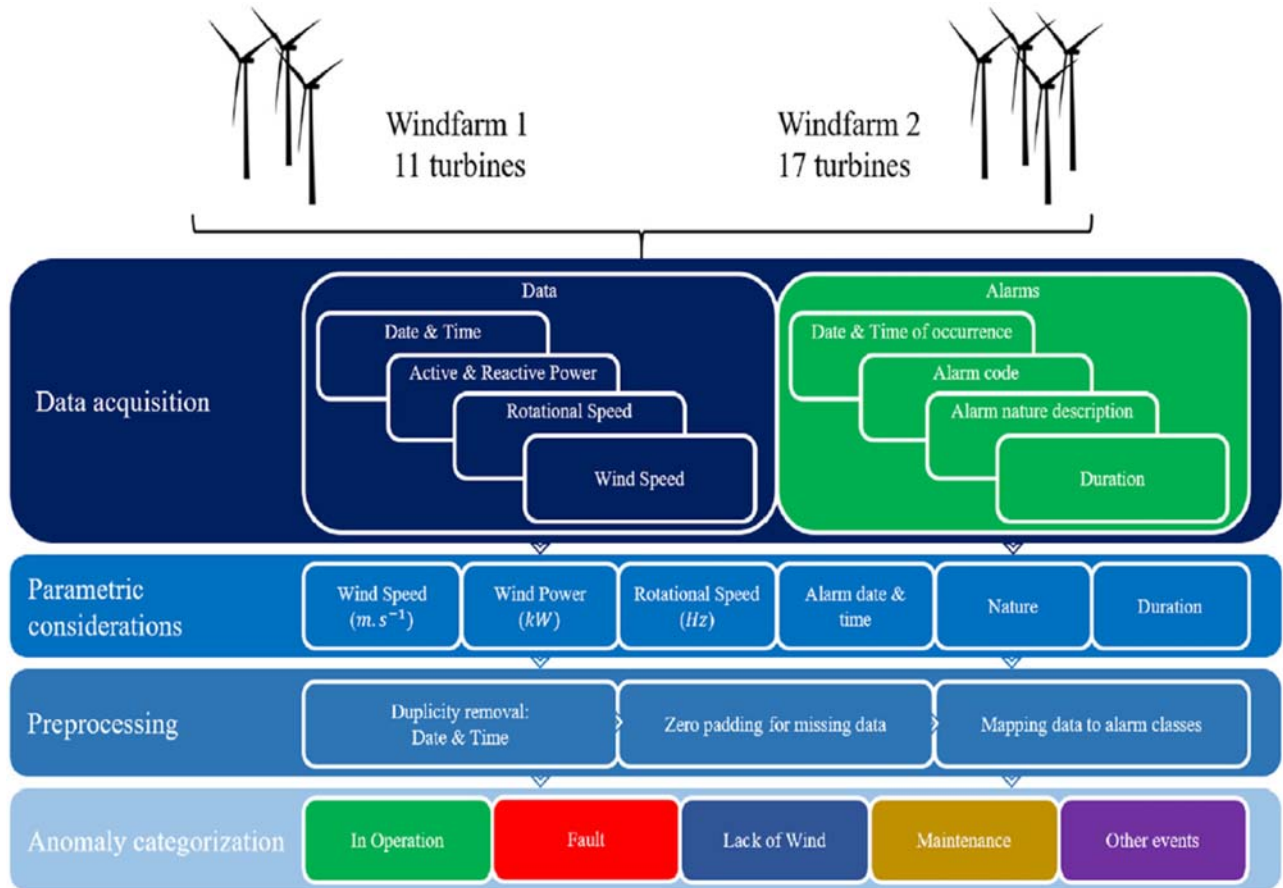 Windfarm 1
11 turbines
Windfarm 2
17 turbines
Data acquisition
Data
Date & Time
Active & Reactive Power
Rotational Speed
Wind Speed
Alarms
Date & Time of occurrence
Alarm code
Alarm nature description
Duration
Parametric
considerations
Wind Speed
(m.s⁻¹)
Wind Power
(kW)
Rotational Speed
(Hz)
Alarm date &
time
Nature
Duration
Preprocessing
Duplicity removal:
Date & Time
Zero padding for missing data
Mapping data to alarm classes
Anomaly categorization
In Operation
Fault
Lack of Wind
Maintenance
Other events